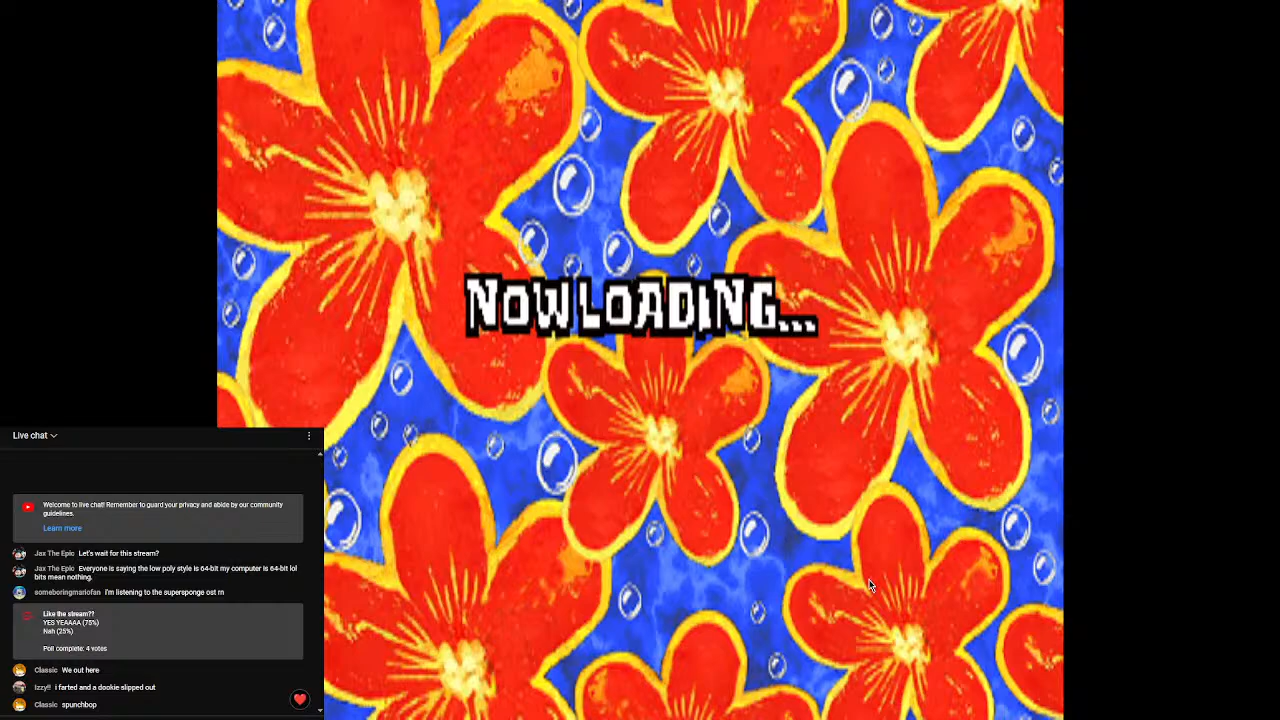 NOW LOADING...
Live chat
Welcome to live chat! Remember to guard your privacy and abide by our community
guidelines.
Learn more
Jax The Epic Let's wait for this stream?
Jax The Epic Everyone is saying the low poly style is 64-bit my computer is 64-bit lol
bits mean nothing.
someboringmariofan I'm listening to the supersponge ost rn
Like the stream??
YES YEAAAA (75%)
Nah (25%)
Poll complete: 4 votes
Classic We out here
Izzy!! i farted and a dookie slipped out
Classic spunchbop